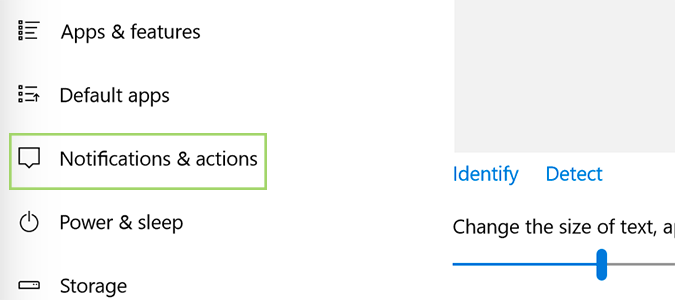 Apps & features
Default apps
Notifications & actions
Power & sleep
Storage
Identify Detect
Change the size of text,